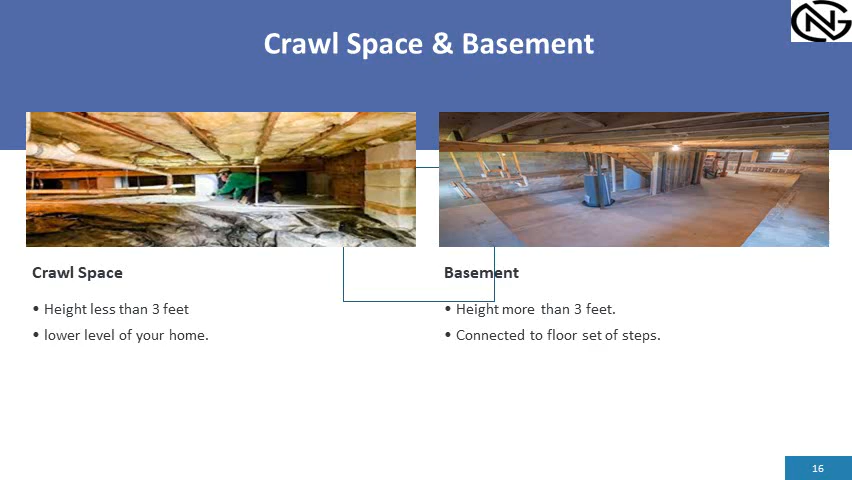 Crawl Space & Basement
NG
Crawl Space
• Height less than 3 feet
• lower level of your home.
Basement
• Height more than 3 feet.
• Connected to floor set of steps.
16